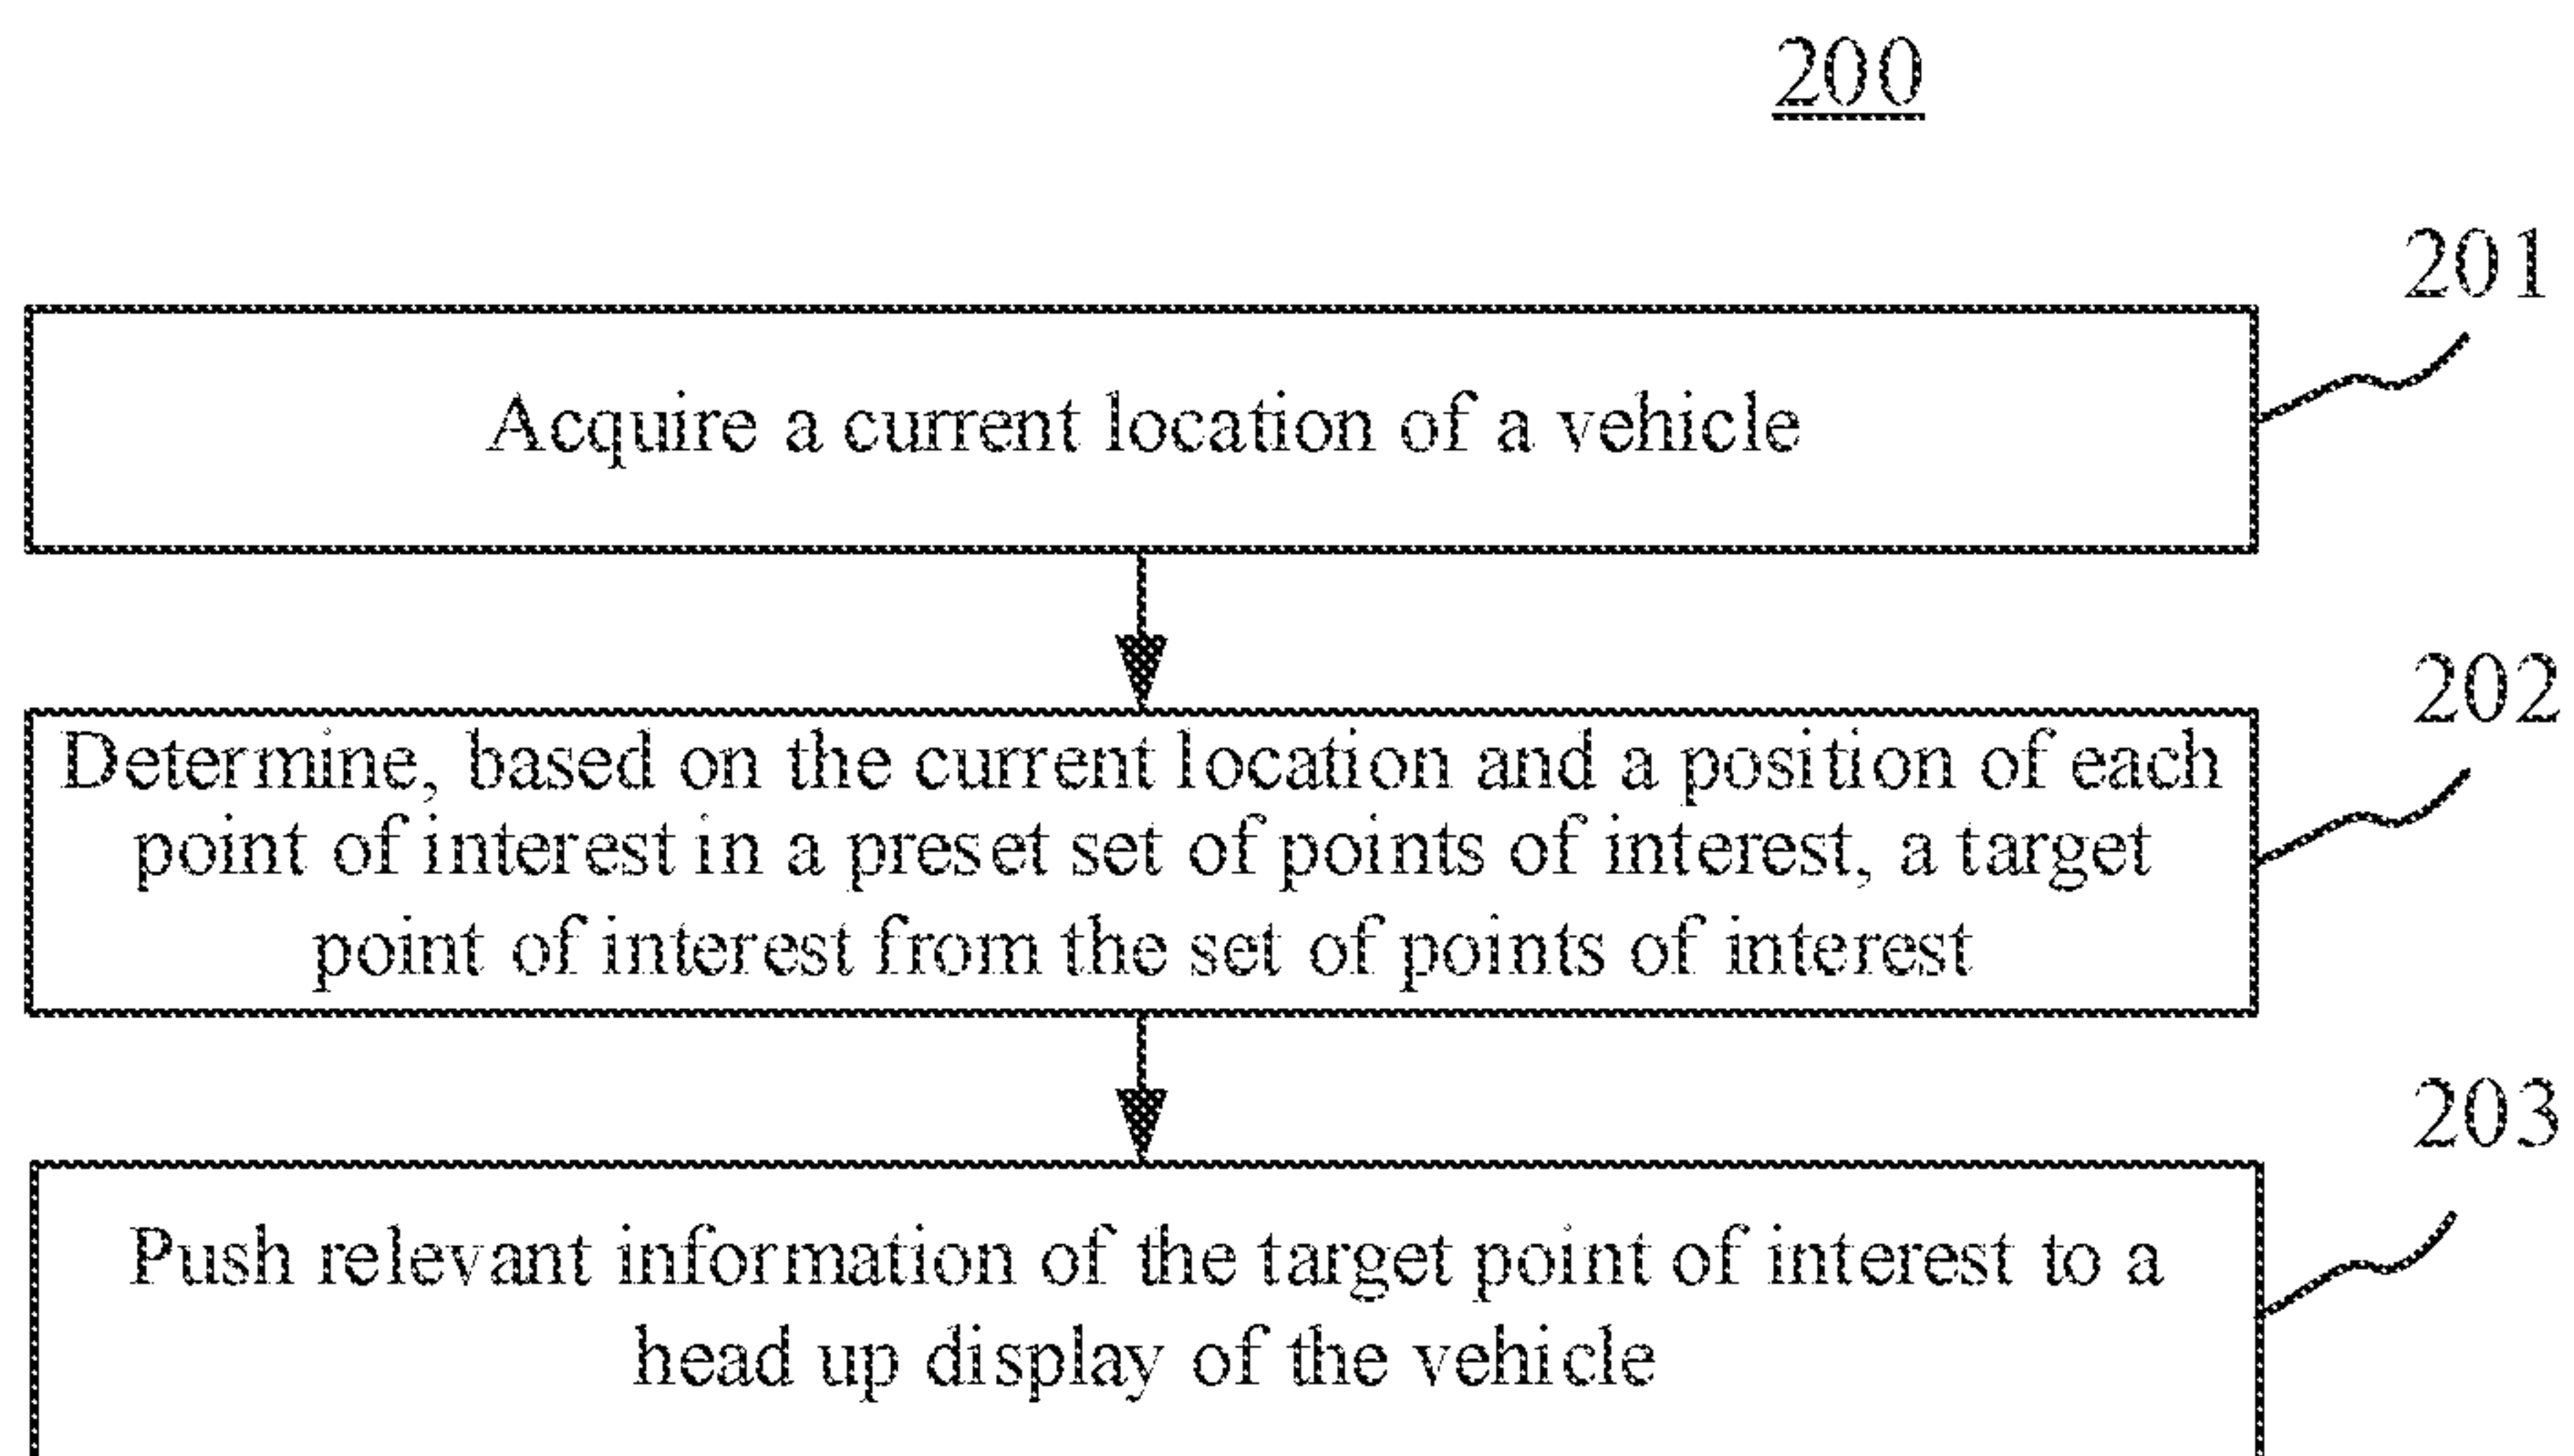 200
201
Acquire a current location of a vehicle
202
Determine, based on the current location and a position of each
point of interest in a preset set of points of interest, a target
point of interest from the set of points of interest
203
Push relevant information of the target point of interest to a
head up display of the vehicle